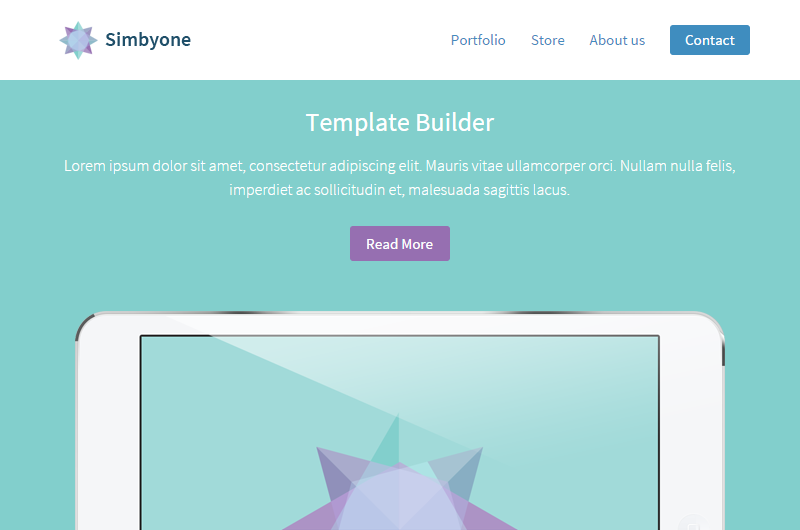 Simbyone
Portfolio
Store
About us
Contact
Template Builder
Lorem ipsum dolor sit amet, consectetur adipiscing elit. Mauris vitae ullamcorper orci. Nullam nulla felis,
imperdiet ac sollicitudin et, malesuada sagittis lacus.
Read More